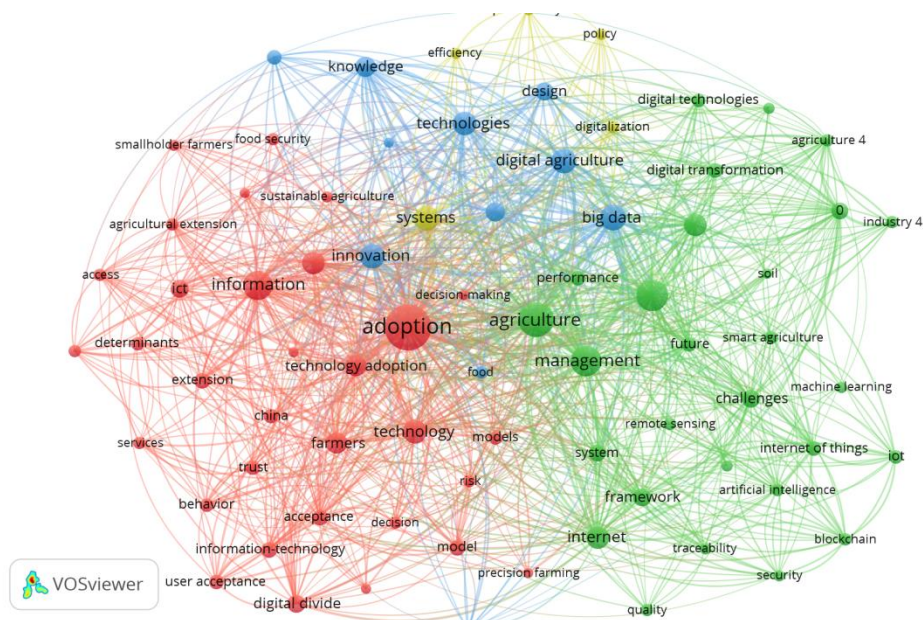 policy
efficiency
knowledge
design
digital technologies
technologies
digitalization
smallholder farmers
food security
agriculture 4
digital agriculture
digital transformation
sustainable agriculture
agricultural extension
systems
big data
0
industry 4
innovation
access
ict
information
performance
soil
decision-making
adoption
agriculture
determinants
future
smart agriculture
technology adoption
food
management
extension
machine learning
challenges
china
remote sensing
services
farmers
technology
models
system
internet of things
iot
trust
risk
artificial intelligence
behavior
framework
acceptance
decision
internet
blockchain
information-technology
model
traceability
user acceptance
precision farming
security
digital divide
quality
VOSviewer